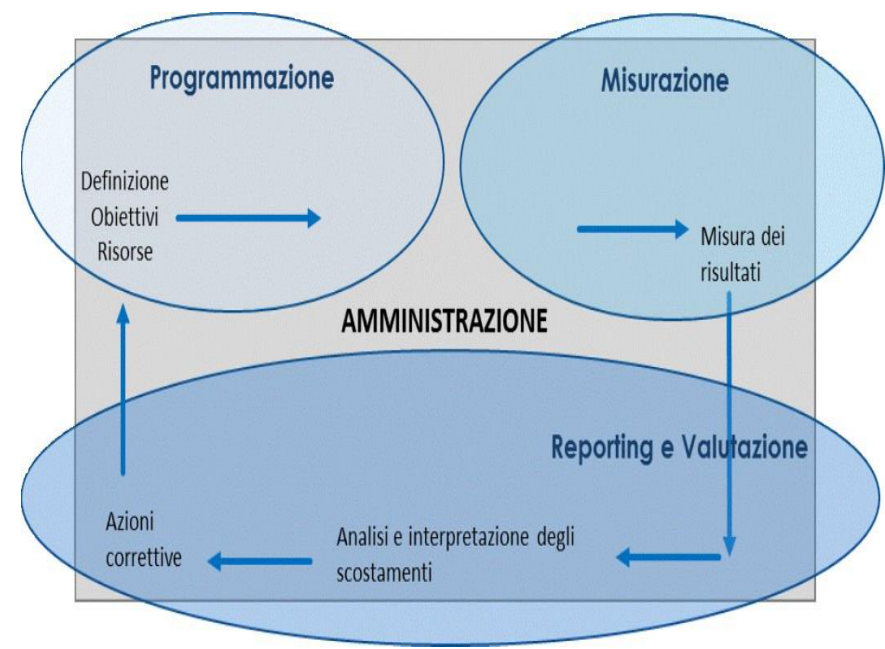 Programmazione
Misurazione
Definizione
Obiettivi
Risorse
Misura dei
risultati
AMMINISTRAZIONE
Reporting e Valutazione
Azioni
correttive
Analisi e interpretazione degli
scostamenti